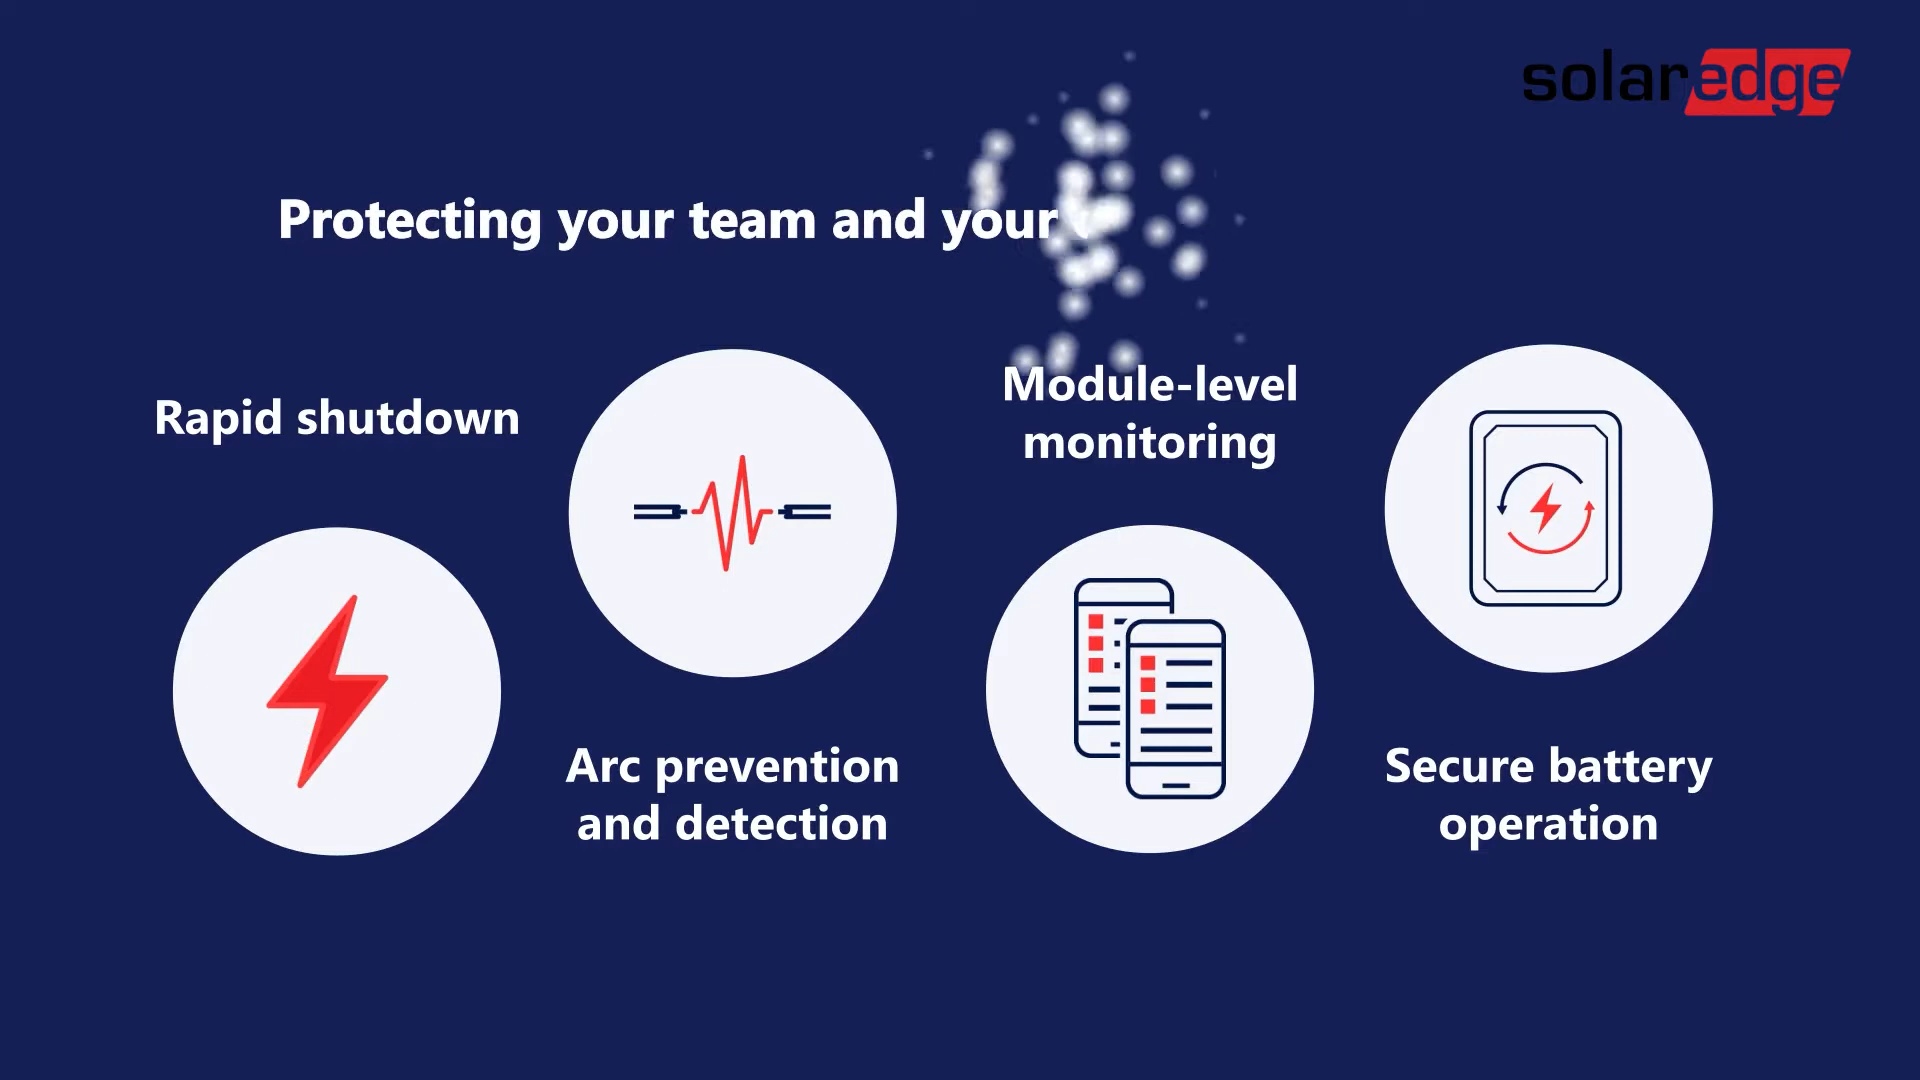 solaredge
Protecting your team and your
Rapid shutdown
Arc prevention
and detection
Module-level
monitoring
Secure battery
operation